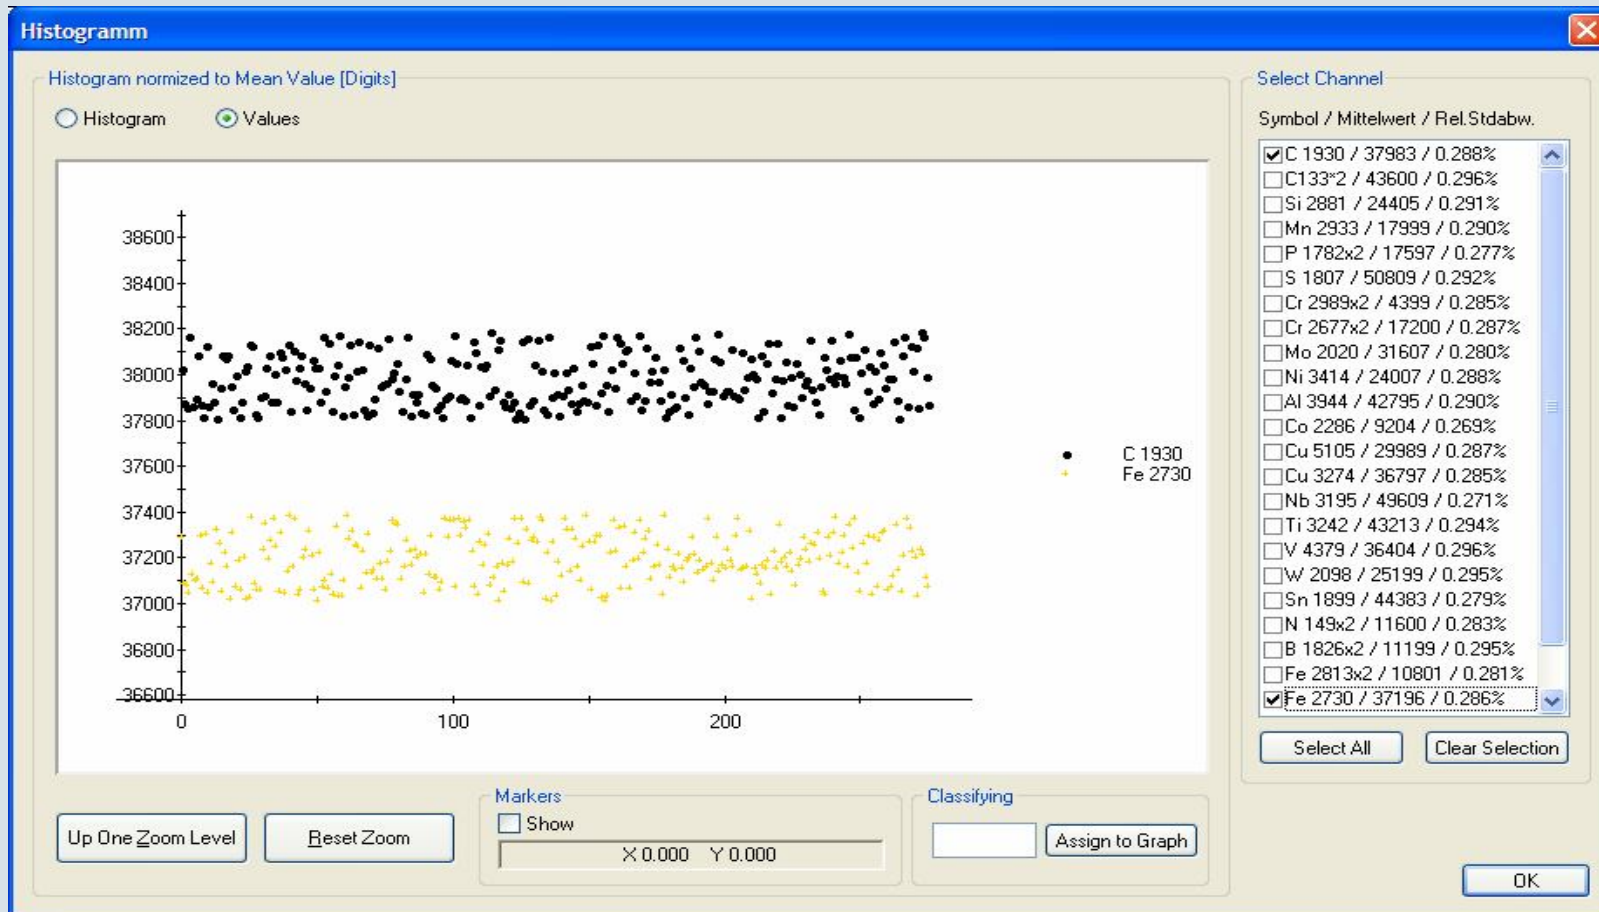 Histogramm
Histogram normized to Mean Value [Digits]
Histogram
Values
38600
38400
38200
38000
37800
37600
37400
37200
37000
36800
36600
0
100
200
C 1930
Fe 2730
Up One Zoom Level
Reset Zoom
Markers
Show
X 0.000 Y 0.000
Classifying
Assign to Graph
Select Channel
Symbol / Mittelwert / Rel.Stdabw.
C 1930 / 37983 / 0.288%
C133*2 / 43600 / 0.296%
Si 2881 / 24405 / 0.291%
Mn 2933 / 17999 / 0.290%
P 1782x2 / 17597 / 0.277%
S 1807 / 50809 / 0.292%
Cr 2989x2 / 4399 / 0.285%
Cr 2677x2 / 17200 / 0.287%
Mo 2020 / 31607 / 0.280%
Ni 3414 / 24007 / 0.288%
Al 3944 / 42795 / 0.290%
Co 2286 / 9204 / 0.269%
Cu 5105 / 29989 / 0.287%
Cu 3274 / 36797 / 0.285%
Nb 3195 / 49609 / 0.271%
Ti 3242 / 43213 / 0.294%
V 4379 / 36404 / 0.296%
W 2098 / 25199 / 0.295%
Sn 1899 / 44383 / 0.279%
N 149x2 / 11600 / 0.283%
B 1826x2 / 11199 / 0.295%
Fe 2813x2 / 10801 / 0.281%
Fe 2730 / 37196 / 0.286%
Select All
Clear Selection
OK